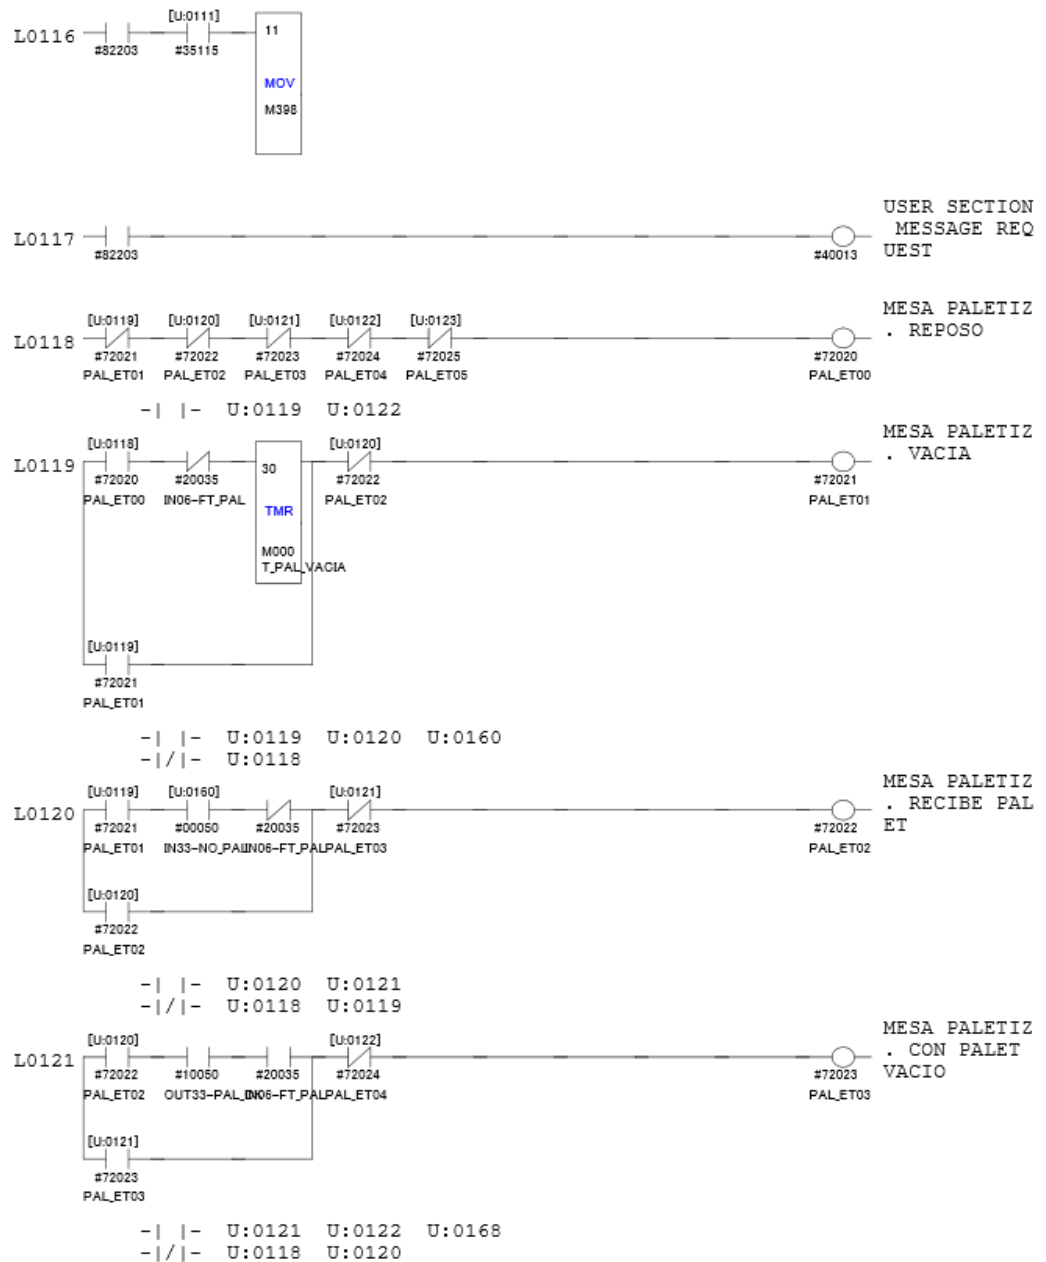 [U:0111]
L0116
#82203 #35115
11
MOV
M398
L0117
#82203
#40013
USER SECTION
MESSAGE REQ
UEST
[U:0119] [U:0120] [U:0121] [U:0122] [U:0123]
L0118
#72021 #72022 #72023 #72024 #72025
PAL_ET01 PAL_ET02 PAL_ET03 PAL_ET04 PAL_ET05
#72020
PAL_ET00
MESA PALETIZ
. REPOSO
-| |- U:0119 U:0122
[U:0118] [U:0120]
L0119
#72020 #20035 #72022
PAL_ET00 IN06-FT_PAL PAL_ET02
30
TMR
M000
T_PAL_VACIA
#72021
PAL_ET01
MESA PALETIZ
. VACIA
[U:0119]
#72021
PAL_ET01
-| |- U:0119 U:0120 U:0160
-|/|- U:0118
[U:0119] [U:0160] [U:0121]
L0120
#72021 #00050 #20035 #72023
PAL_ET01 IN33-NO_PAL IN06-FT_PAL PAL_ET03
#72022
PAL_ET02
MESA PALETIZ
. RECIBE PAL
ET
[U:0120]
#72022
PAL_ET02
-| |- U:0120 U:0121
-|/|- U:0118 U:0119
[U:0120] [U:0122]
L0121
#72022 #10050 #20035 #72024
PAL_ET02 OUT33-PAL_ IN06-FT_PAL PAL_ET04
#72023
PAL_ET03
MESA PALETIZ
. CON PALET
VACIO
[U:0121]
#72023
PAL_ET03
-| |- U:0121 U:0122 U:0168
-|/|- U:0118 U:0120